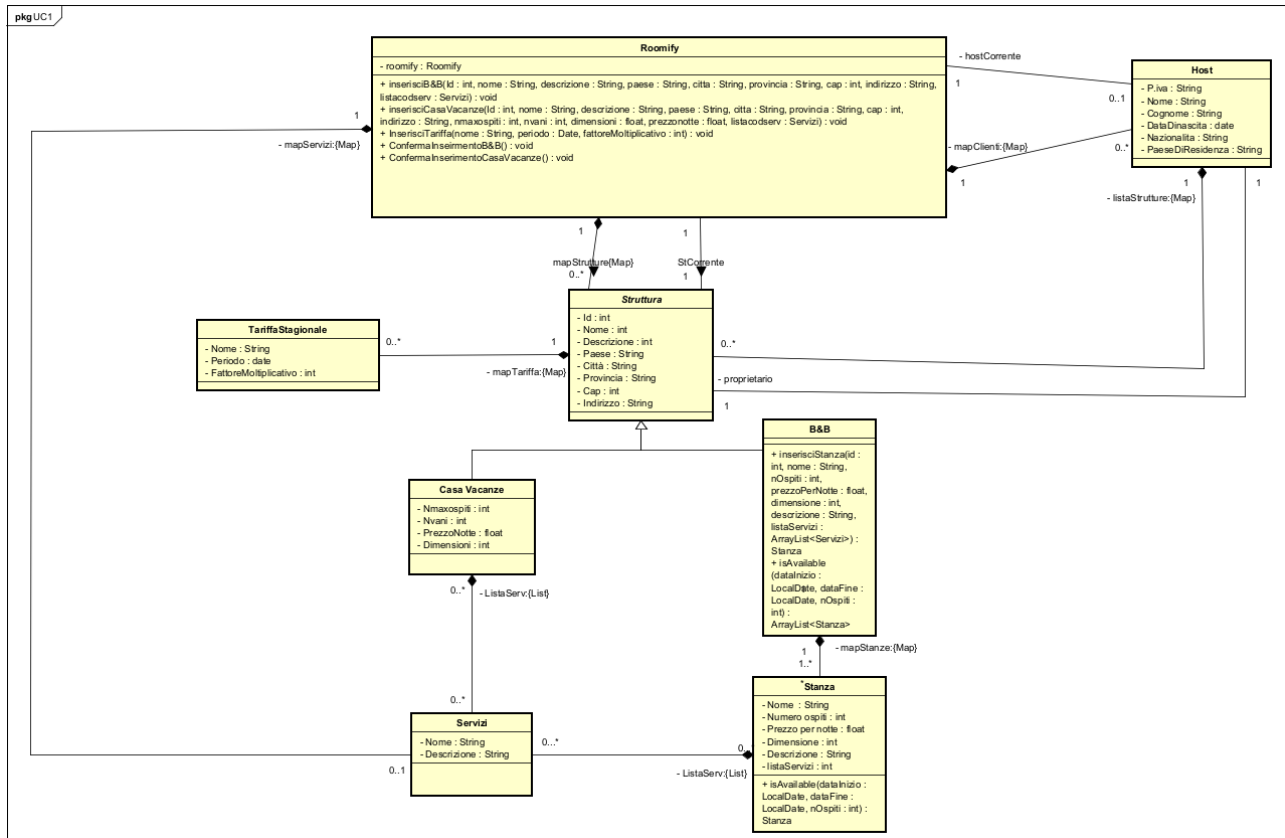 pkg UC1
Roomify
- roomify : Roomify
+ inserisciB&B(Id : int, nome : String, descrizione : String, paese : String, citta : String, provincia : String, cap : int, indirizzo : String,
listacodserv : Servizi) : void
+ inserisciCasaVacanze(Id : int, nome : String, descrizione : String, paese : String, citta : String, provincia : String, cap : int,
indirizzo : String, nmaxospiti : int, nvani : int, dimensioni : float, prezzonotte : float, listacodserv : Servizi) : void
+ InserisciTariffa(nome : String, periodo : Date, fattoreMoltiplicativo : int) : void
+ ConfermaInseirmentoB&B() : void
+ ConfermaInserimentoCasaVacanze() : void
- hostCorrente
1
0..1
Host
- P.iva : String
- Nome : String
- Cognome : String
- DataDinascita : date
- Nazionalita : String
- PaeseDiResidenza : String
1
- mapServizi:{Map}
- mapClienti:{Map}
0..*
1
1
1
- listaStrutture:{Map}
1
1
mapStrutture{Map}
0..*
StCorrente
1
Struttura
- Id : int
- Nome : int
- Descrizione : int
- Paese : String
- Città : String
- Provincia : String
- Cap : int
- Indirizzo : String
TariffaStagionale
- Nome : String
- Periodo : date
- FattoreMoltiplicativo : int
0..*
1
- mapTariffa:{Map}
0..*
- proprietario
1
B&B
+ inserisciStanza(id :
int, nome : String,
nOspiti : int,
prezzoPerNotte : float,
dimensione : int,
descrizione : String,
listaServizi :
ArrayList<Servizi>) :
Stanza
+ isAvailable
(dataInizio :
LocalDate, dataFine :
LocalDate, nOspiti :
int) :
ArrayList<Stanza>
Casa Vacanze
- Nmaxospiti : int
- Nvani : int
- PrezzoNotte : float
- Dimensioni : int
0..*
- ListaServ:{List}
1
- mapStanze:{Map}
1..*
0..*
Stanza
- Nome : String
- Numero ospiti : int
- Prezzo per notte : float
- Dimensione : int
- Descrizione : String
- listaServizi : int
+ isAvailable(dataInizio :
LocalDate, dataFine :
LocalDate, nOspiti : int) :
Stanza
Servizi
- Nome : String
- Descrizione : String
0...*
0..
- ListaServ:{List}
0..1